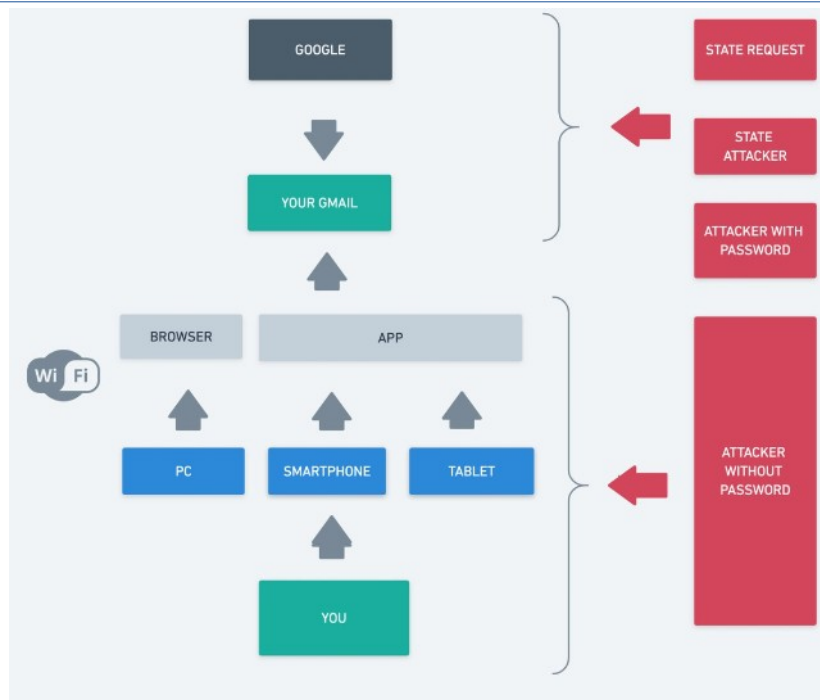 GOOGLE
STATE REQUEST
STATE
ATTACKER
YOUR GMAIL
ATTACKER WITH
PASSWORD
BROWSER
APP
Wi Fi
PC
SMARTPHONE
TABLET
ATTACKER
WITHOUT
PASSWORD
YOU